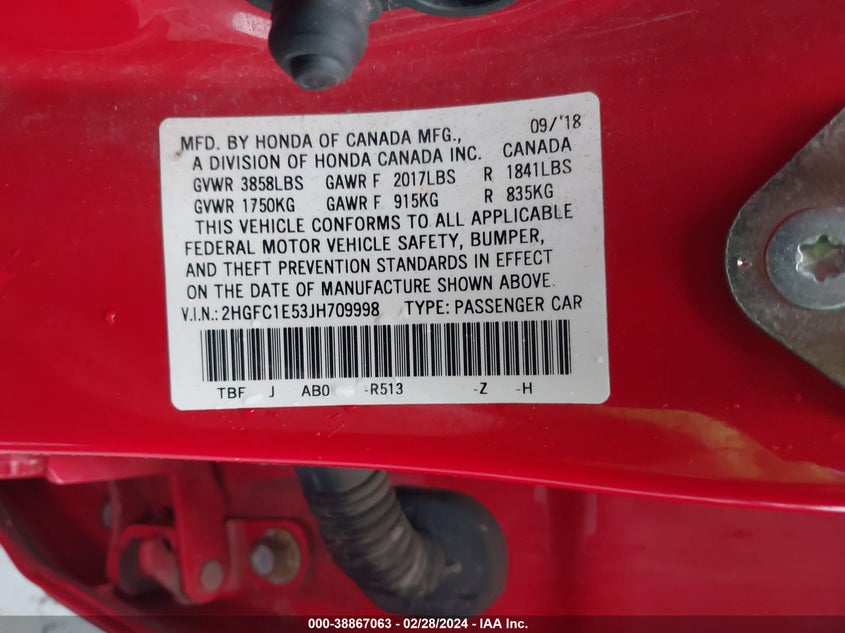 09/'18
MFD. BY HONDA OF CANADA MFG.,
A DIVISION OF HONDA CANADA INC. CANADA
GVWR 3858LBS GAWR F 2017LBS R 1841LBS
GVWR 1750KG GAWR F 915KG R 835KG
THIS VEHICLE CONFORMS TO ALL APPLICABLE
FEDERAL MOTOR VEHICLE SAFETY, BUMPER,
AND THEFT PREVENTION STANDARDS IN EFFECT
ON THE DATE OF MANUFACTURE SHOWN ABOVE.
V.I.N.: 2HGFC1E53JH709998 TYPE: PASSENGER CAR
TBF J AB0 -R513 -Z -H
000-38867063 - 02/28/2024 - IAA Inc.